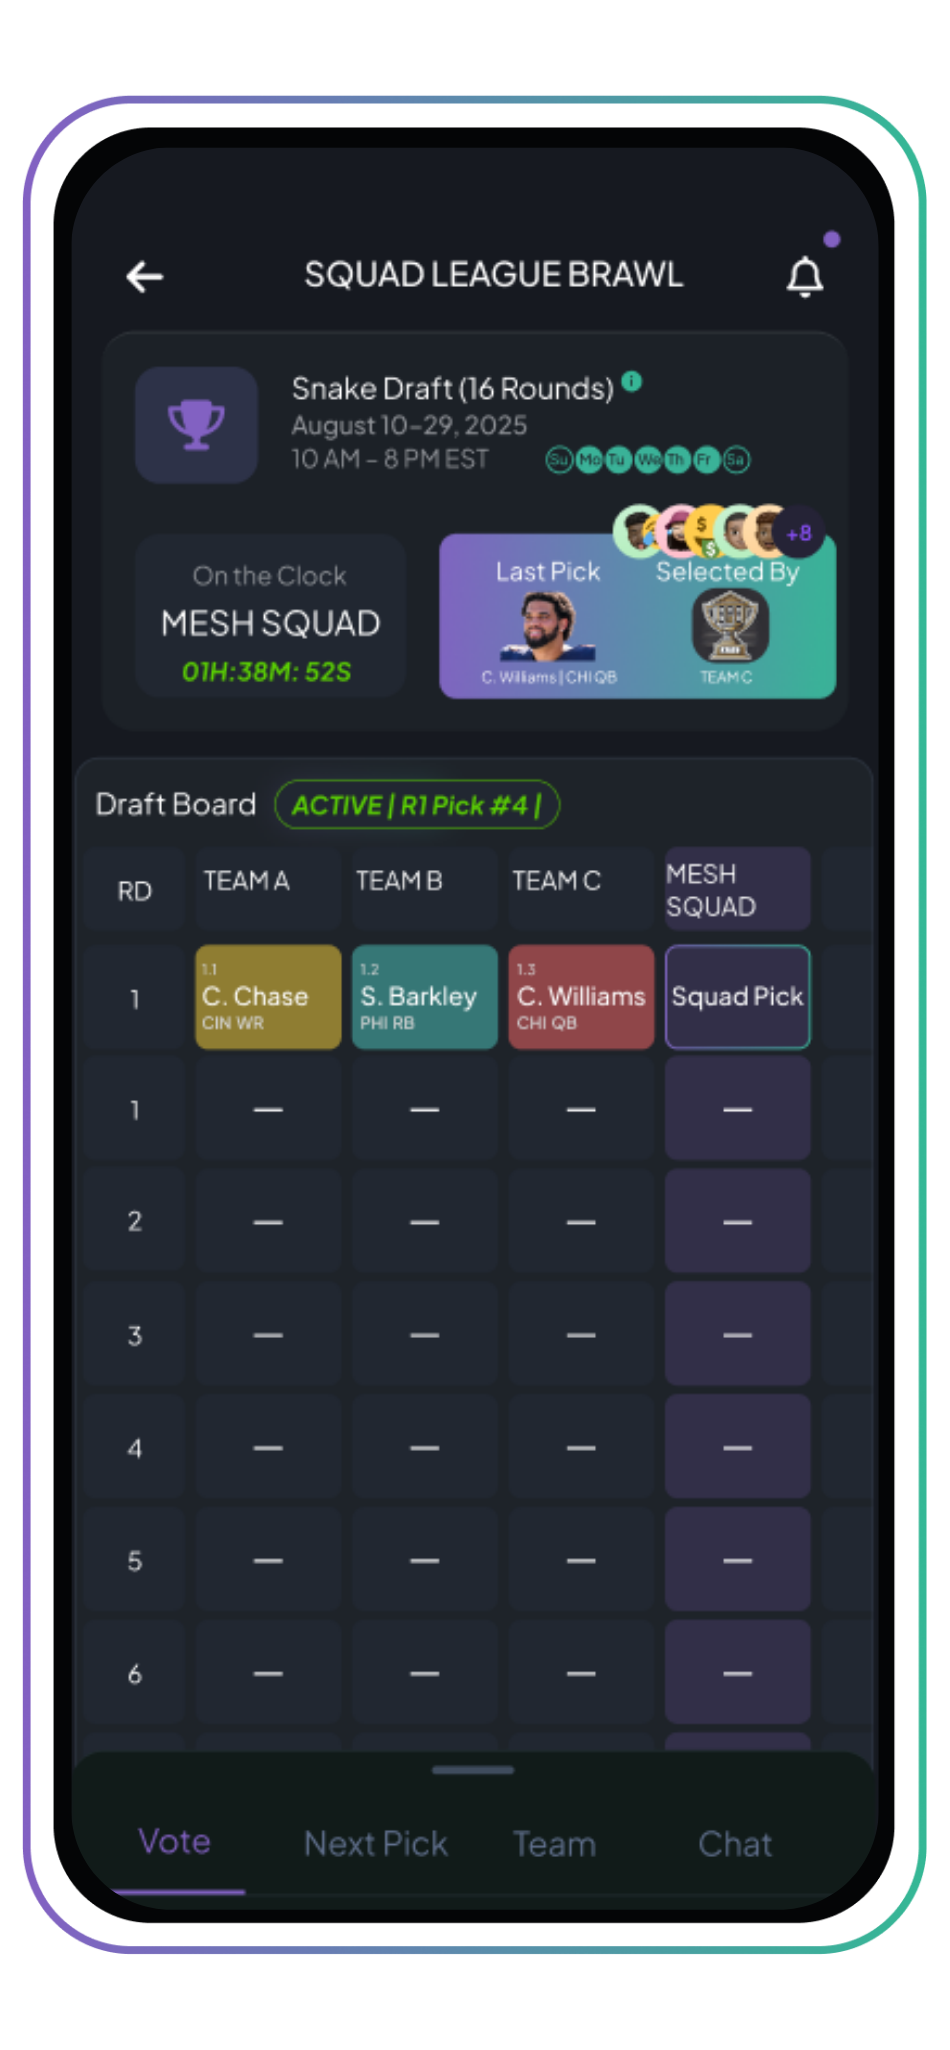 SQUAD LEAGUE BRAWL
Snake Draft (16 Rounds) i
August 10–29, 2025
10 AM – 8 PM EST
Su Mo Tu We Th Fr Sa
+8
On the Clock
MESH SQUAD
01H:38M: 52S
Last Pick
C. Williams | CHI QB
Selected By
TEAM C
Draft Board
ACTIVE | R1 Pick #4 |
RD TEAM A TEAM B TEAM C MESH SQUAD
1
1.1
C. Chase
CIN WR
1.2
S. Barkley
PHI RB
1.3
C. Williams
CHI QB
Squad Pick
1 — — — —
2 — — — —
3 — — — —
4 — — — —
5 — — — —
6 — — — —
Vote Next Pick Team Chat